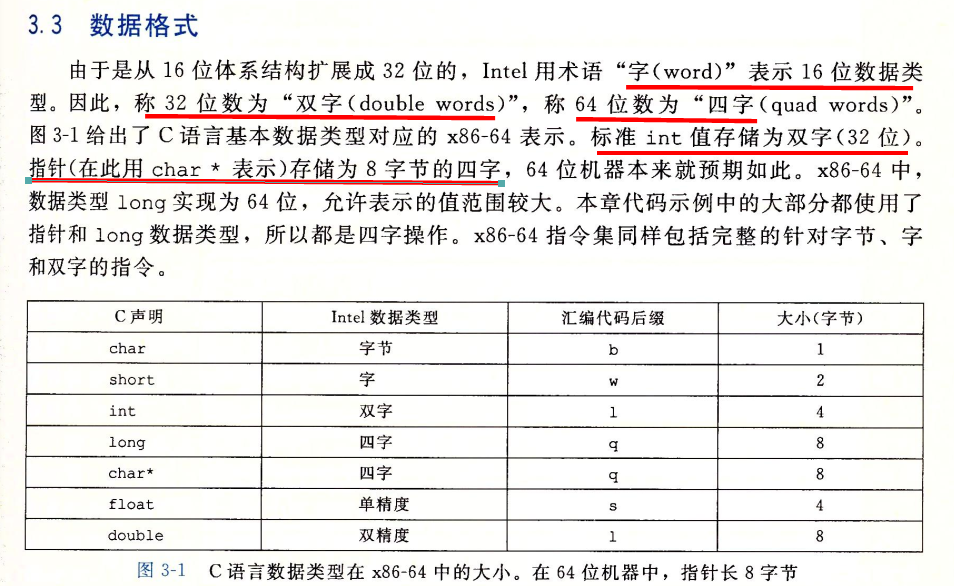 3.3 数据格式
由于是从 16 位体系结构扩展成 32 位的，Intel 用术语“字(word)”表示 16 位数据类
型。因此，称 32 位数为“双字(double words)”，称 64 位数为“四字(quad words)”。
图 3-1 给出了 C 语言基本数据类型对应的 x86-64 表示。标准 int 值存储为双字(32 位)。
指针(在此用 char * 表示)存储为 8 字节的四字，64 位机器本来就预期如此。x86-64 中，
数据类型 long 实现为 64 位，允许表示的值范围较大。本章代码示例中的大部分都使用了
指针和 long 数据类型，所以都是四字操作。x86-64 指令集同样包括完整的针对字节、字
和双字的指令。
C 声明 Intel 数据类型 汇编代码后缀 大小(字节)
char 字节 b 1
short 字 w 2
int 双字 l 4
long 四字 q 8
char* 四字 q 8
float 单精度 s 4
double 双精度 l 8
图 3-1 C 语言数据类型在 x86-64 中的大小。在 64 位机器中，指针长 8 字节